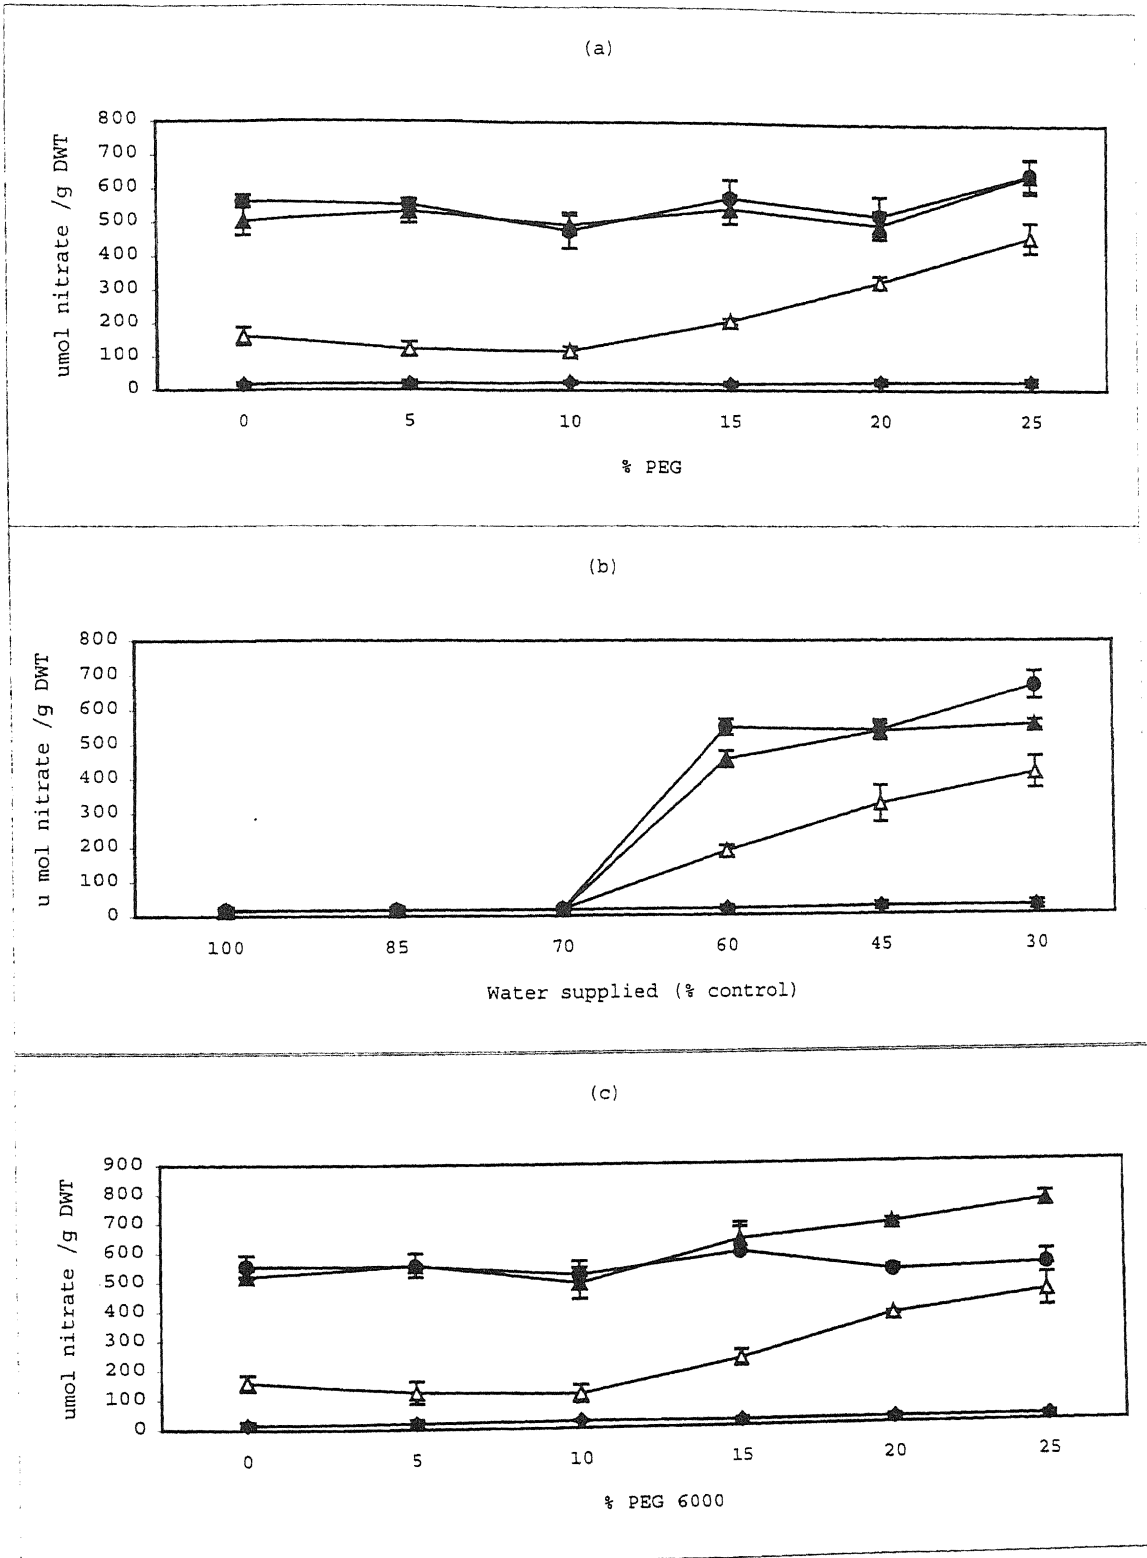 (a)
umol nitrate /g DWT
800
700
600
500
400
300
200
100
0
0 5 10 15 20 25
% PEG
(b)
u mol nitrate /g DWT
800
700
600
500
400
300
200
100
0
100 85 70 60 45 30
Water supplied (% control)
(c)
umol nitrate /g DWT
900
800
700
600
500
400
300
200
100
0
0 5 10 15 20 25
% PEG 6000